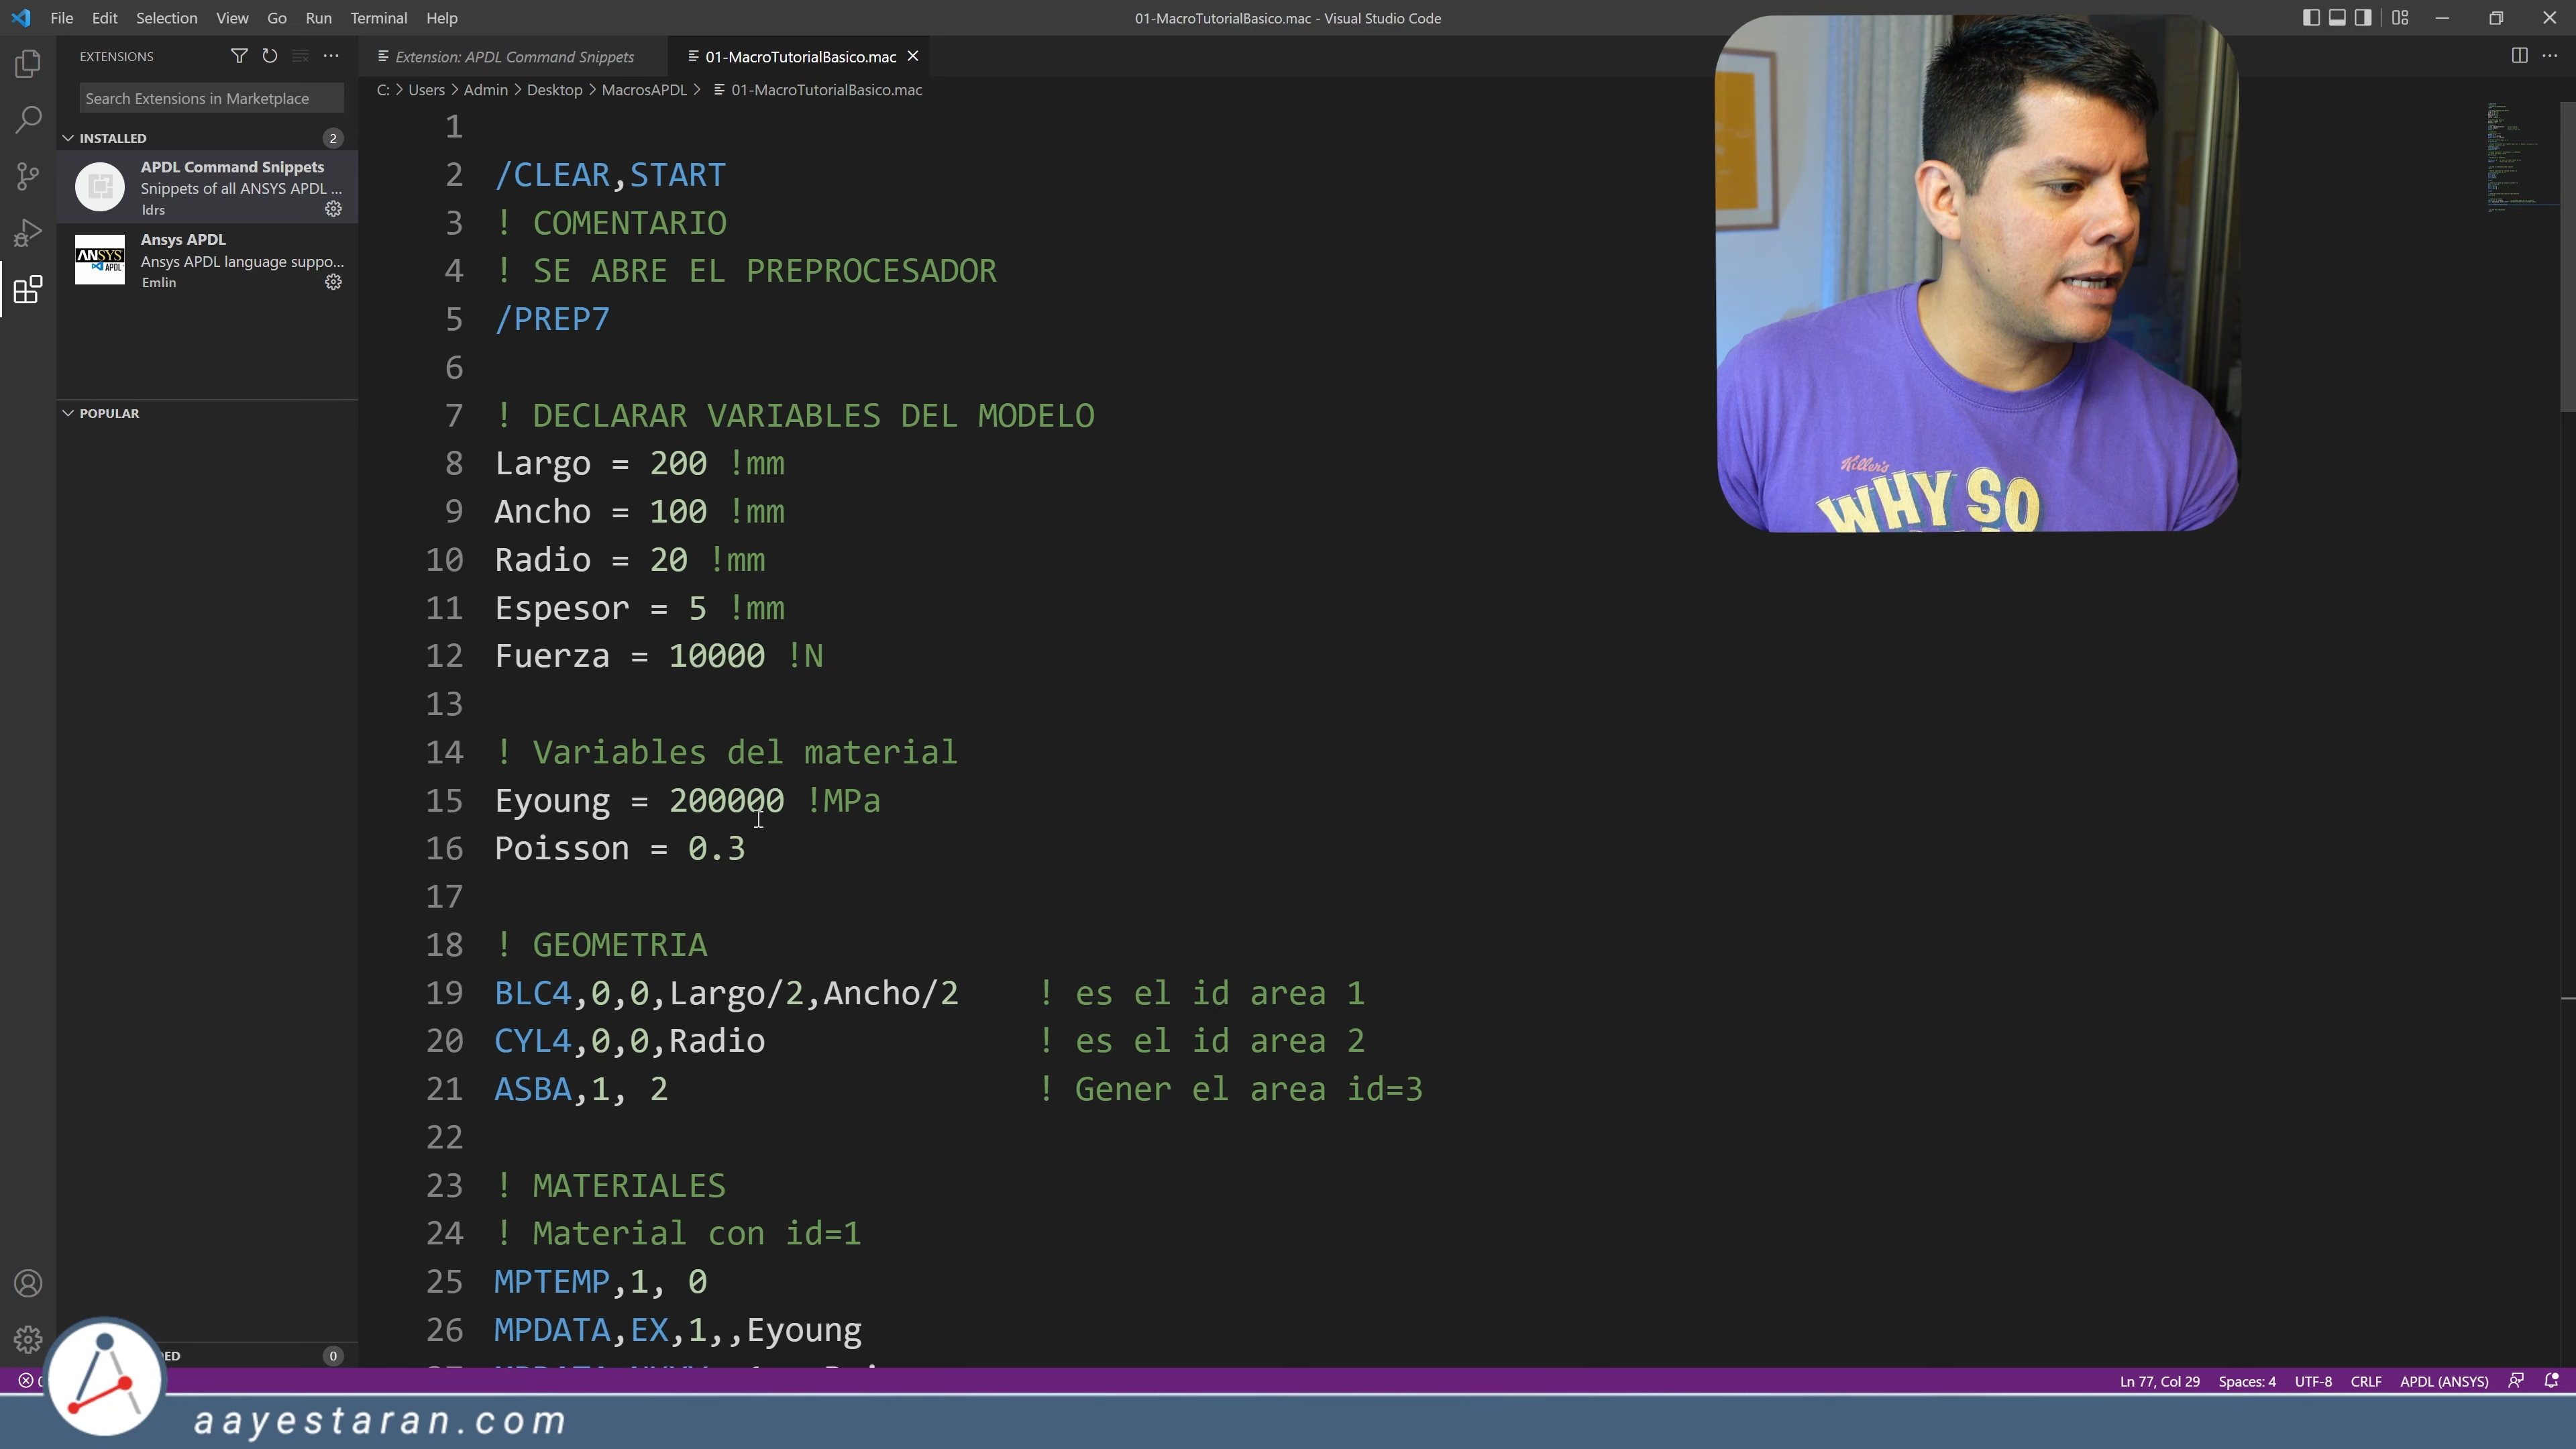 File Edit Selection View Go Run Terminal Help
01-MacroTutorialBasico.mac - Visual Studio Code
EXTENSIONS
Extension: APDL Command Snippets
01-MacroTutorialBasico.mac
Search Extensions in Marketplace
C: > Users > Admin > Desktop > MacrosAPDL > 01-MacroTutorialBasico.mac
INSTALLED 2
APDL Command Snippets
Snippets of all ANSYS APDL ...
Idrs
ANSYS APDL
Ansys APDL
Ansys APDL language suppo...
Emlin
POPULAR
1
2 /CLEAR,START
3 ! COMENTARIO
4 ! SE ABRE EL PREPROCESADOR
5 /PREP7
6
7 ! DECLARAR VARIABLES DEL MODELO
8 Largo = 200 !mm
9 Ancho = 100 !mm
10 Radio = 20 !mm
11 Espesor = 5 !mm
12 Fuerza = 10000 !N
13
14 ! Variables del material
15 Eyoung = 200000 !MPa
16 Poisson = 0.3
17
18 ! GEOMETRIA
19 BLC4,0,0,Largo/2,Ancho/2 ! es el id area 1
20 CYL4,0,0,Radio ! es el id area 2
21 ASBA,1, 2 ! Gener el area id=3
22
23 ! MATERIALES
24 ! Material con id=1
25 MPTEMP,1, 0
26 MPDATA,EX,1,,Eyoung
Killer's
WHY SO
DED 0
Ln 77, Col 29 Spaces: 4 UTF-8 CRLF APDL (ANSYS)
aayestaran.com